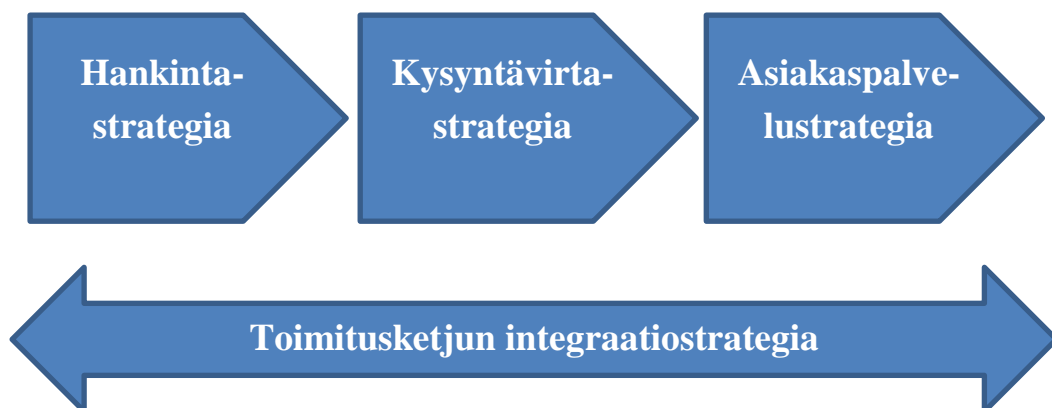 Hankinta-
strategia
Kysyntävirta-
strategia
Asiakaspalve-
lustrategia
Toimitusketjun integraatiostrategia